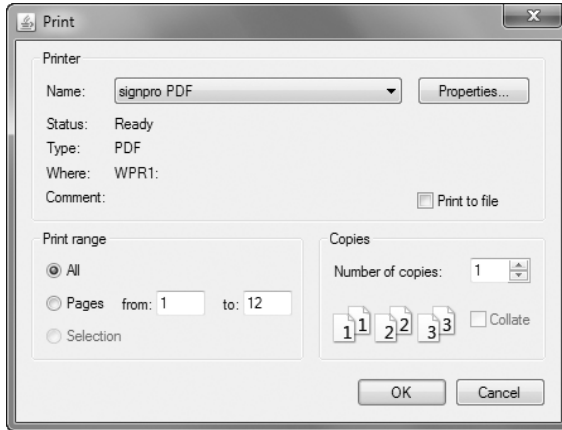 Print
Printer
Name: signpro PDF Properties...
Status: Ready
Type: PDF
Where: WPR1:
Comment: Print to file
Print range
All
Pages from: 1 to: 12
Selection
Copies
Number of copies: 1
1 1 2 2 3 3 Collate
OK Cancel